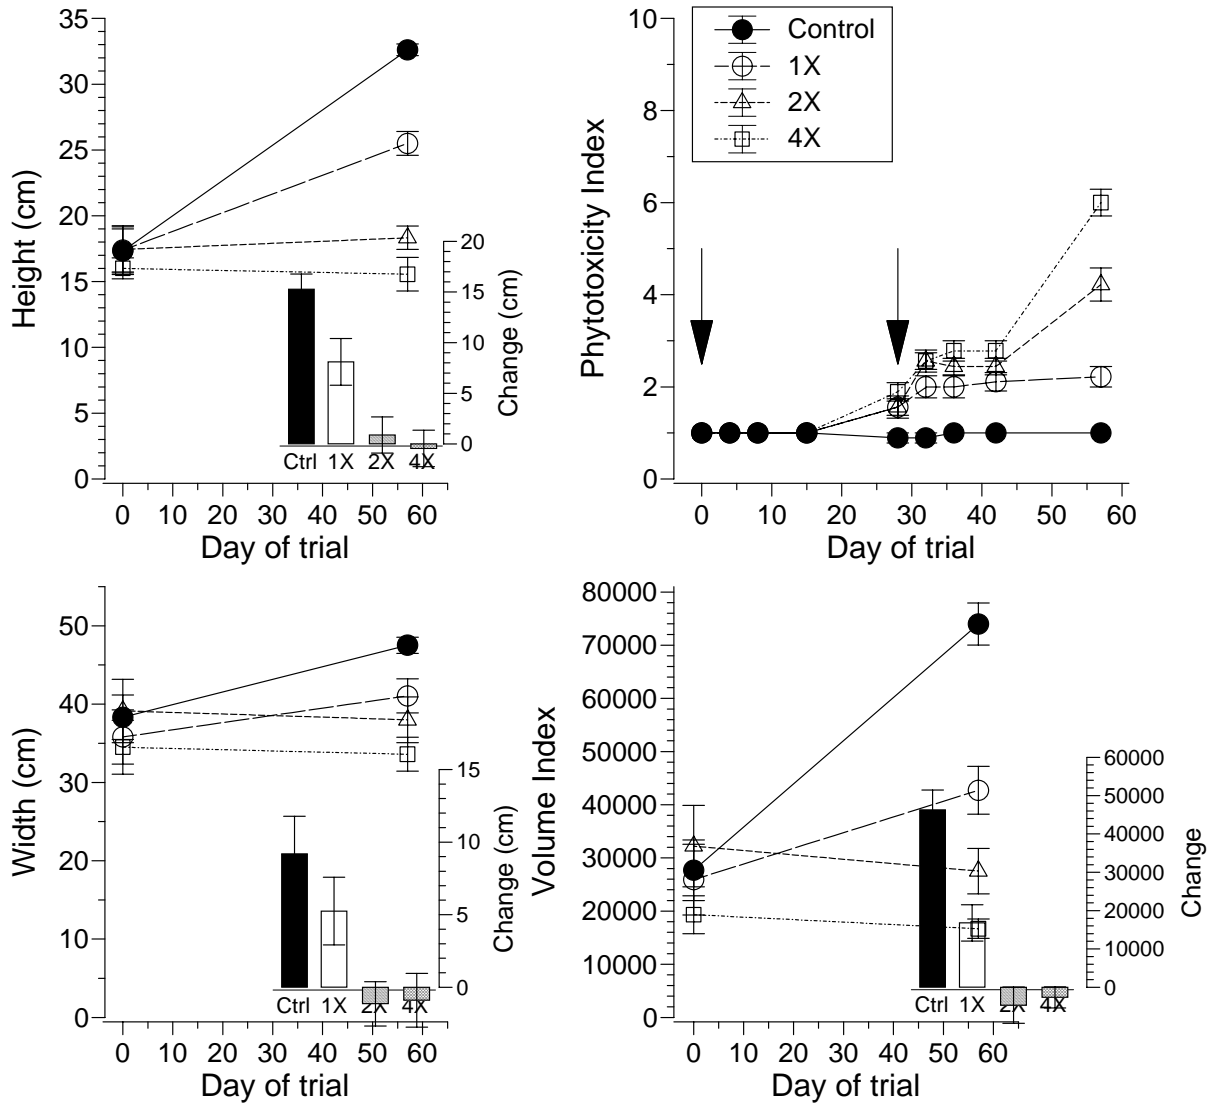 35
30
25
20
15
10
5
0
Height (cm)
0 10 20 30 40 50 60
Day of trial
20
15
10
5
0
Change (cm)
Ctrl 1X 2X 4X
10
8
6
4
2
0
Phytotoxicity Index
Control
1X
2X
4X
0 10 20 30 40 50 60
Day of trial
50
40
30
20
10
0
Width (cm)
0 10 20 30 40 50 60
Day of trial
15
10
5
0
Change (cm)
Ctrl 1X 2X 4X
80000
70000
60000
50000
40000
30000
20000
10000
0
Volume Index
0 10 20 30 40 50 60
Day of trial
60000
50000
40000
30000
20000
10000
0
Change
Ctrl 1X 2X 4X